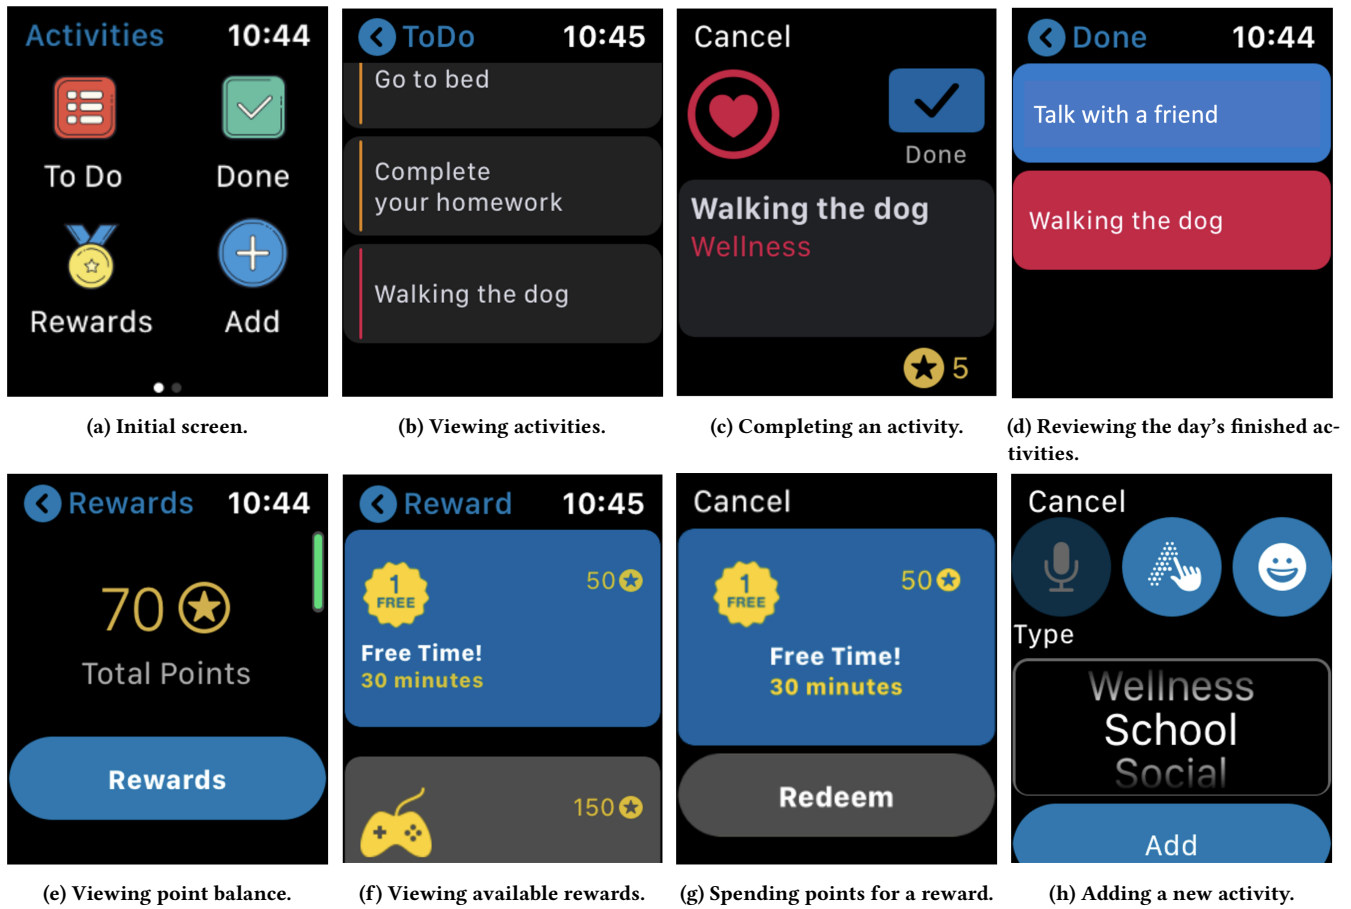 Activities 10:44
To Do Done
Rewards Add
(a) Initial screen.
ToDo 10:45
Go to bed
Complete
your homework
Walking the dog
(b) Viewing activities.
Cancel
Done
Walking the dog
Wellness
5
(c) Completing an activity.
Done 10:44
Talk with a friend
Walking the dog
(d) Reviewing the day's finished ac-
tivities.
Rewards 10:44
70
Total Points
Rewards
(e) Viewing point balance.
Reward 10:45
1
FREE
50
Free Time!
30 minutes
150
(f) Viewing available rewards.
Cancel
1
FREE
50
Free Time!
30 minutes
Redeem
(g) Spending points for a reward.
Cancel
Type
Wellness
School
Social
Add
(h) Adding a new activity.